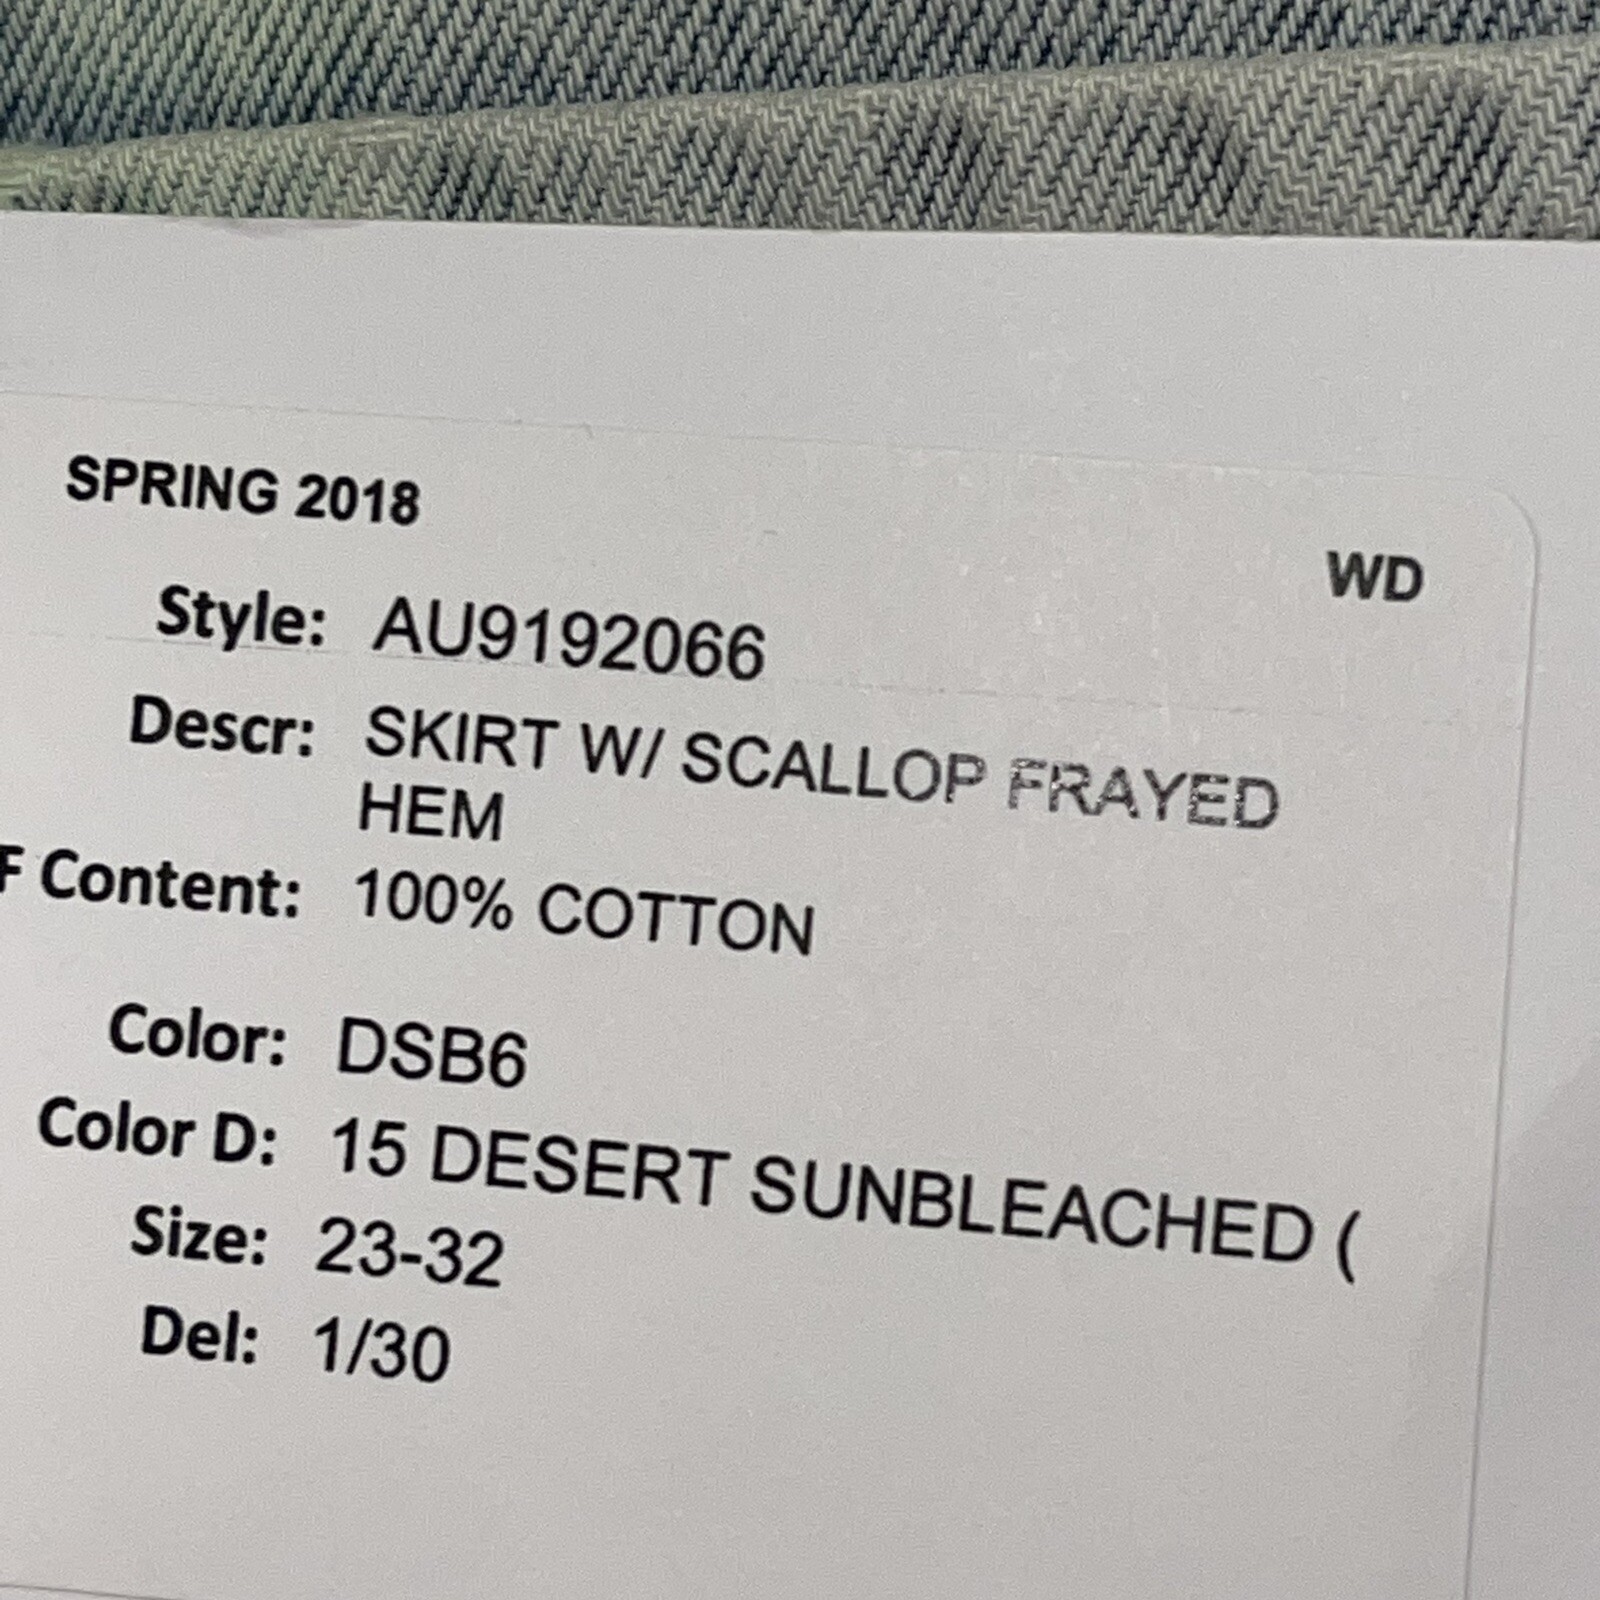 SPRING 2018
WD
Style: AU9192066
Descr: SKIRT W/ SCALLOP FRAYED
HEM
F Content: 100% COTTON
Color: DSB6
Color D: 15 DESERT SUNBLEACHED (
Size: 23-32
Del: 1/30